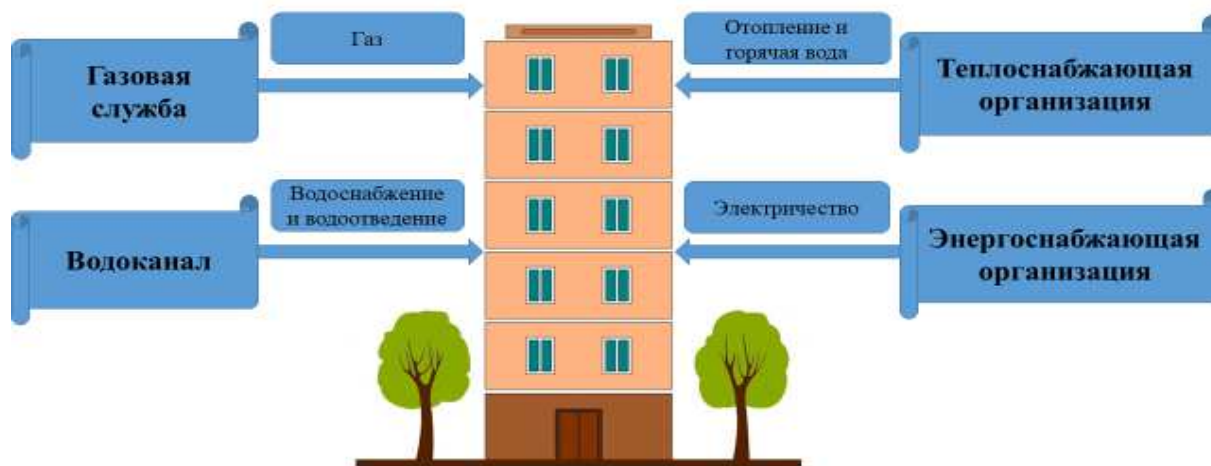 Газ
Газовая
служба
Отопление и
горячая вода
Теплоснабжающая
организация
Водоснабжение
и водоотведение
Водоканал
Электричество
Энергоснабжающая
организация